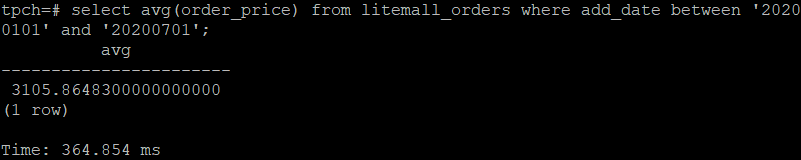 tpch=# select avg(order_price) from litemall_orders where add_date between '2020
0101' and '20200701';
avg
-----------------------
3105.8648300000000000
(1 row)
Time: 364.854 ms